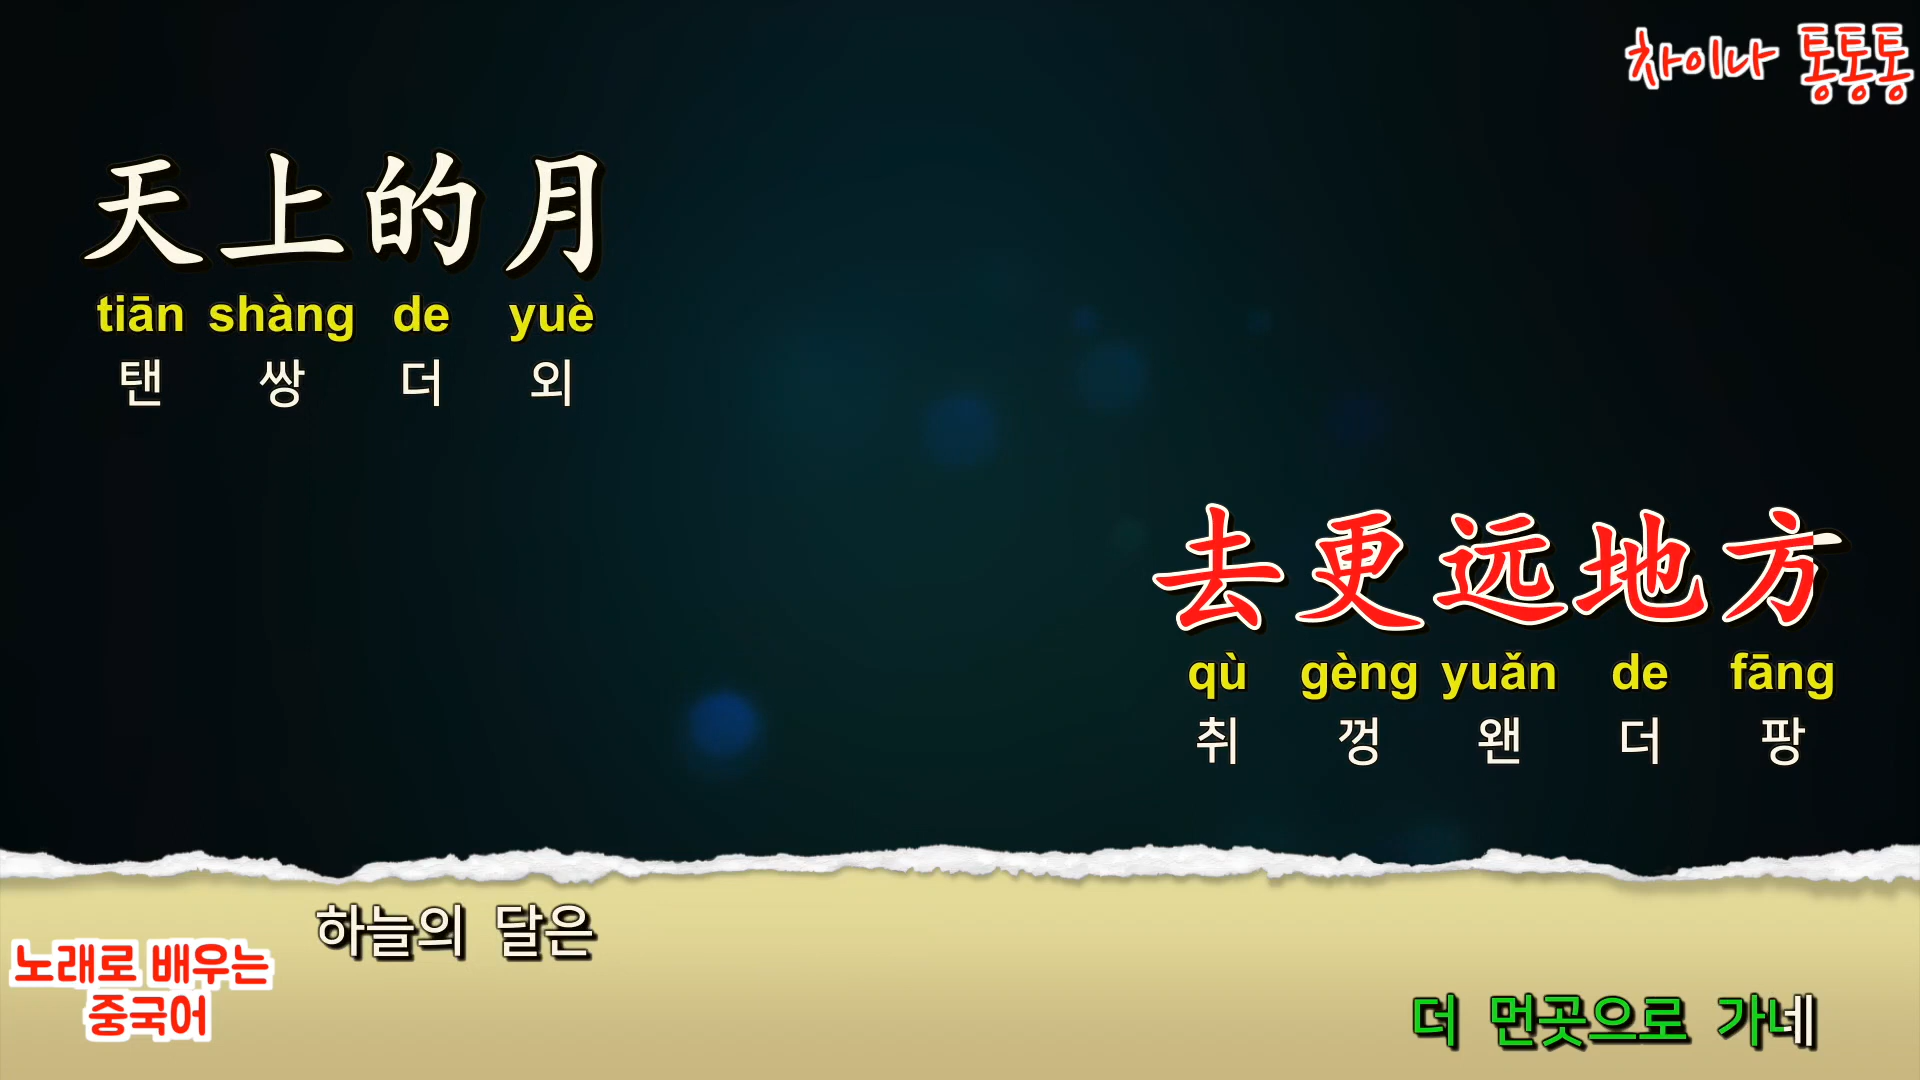 차이나 통통통
天上的月
tiān shàng de yuè
탠 쌍 더 외
去更远地方
qù gèng yuǎn de fāng
취 껑 왠 더 팡
하늘의 달은
노래로 배우는
중국어
더 먼곳으로 가네